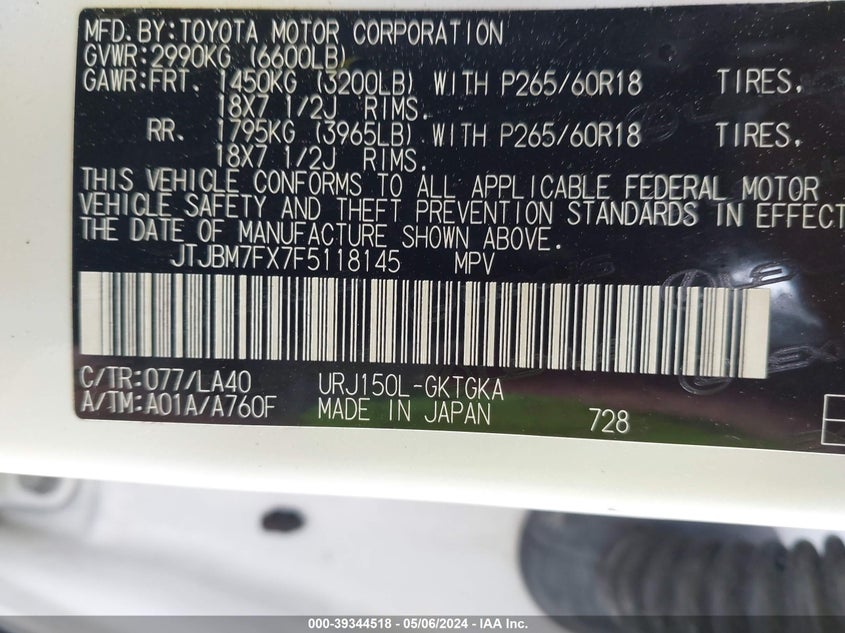 MFD.BY:TOYOTA MOTOR CORPORATION
GVWR:2990KG (6600LB)
GAWR:FRT. 1450KG (3200LB) WITH P265/60R18 TIRES,
18X7 1/2J RIMS.
RR. 1795KG (3965LB) WITH P265/60R18 TIRES,
18X7 1/2J RIMS.
THIS VEHICLE CONFORMS TO ALL APPLICABLE FEDERAL MOTOR
VEHICLE SAFETY AND THEFT PREVENTION STANDARDS IN EFFECT
THE DATE OF MANUFACTURE SHOWN ABOVE.
JTJBM7FX7F5118145 MPV
C/TR:077/LA40 URJ150L-GKTGKA
A/TM:A01A/A760F MADE IN JAPAN 728
000-39344518 - 05/06/2024 - IAA Inc.